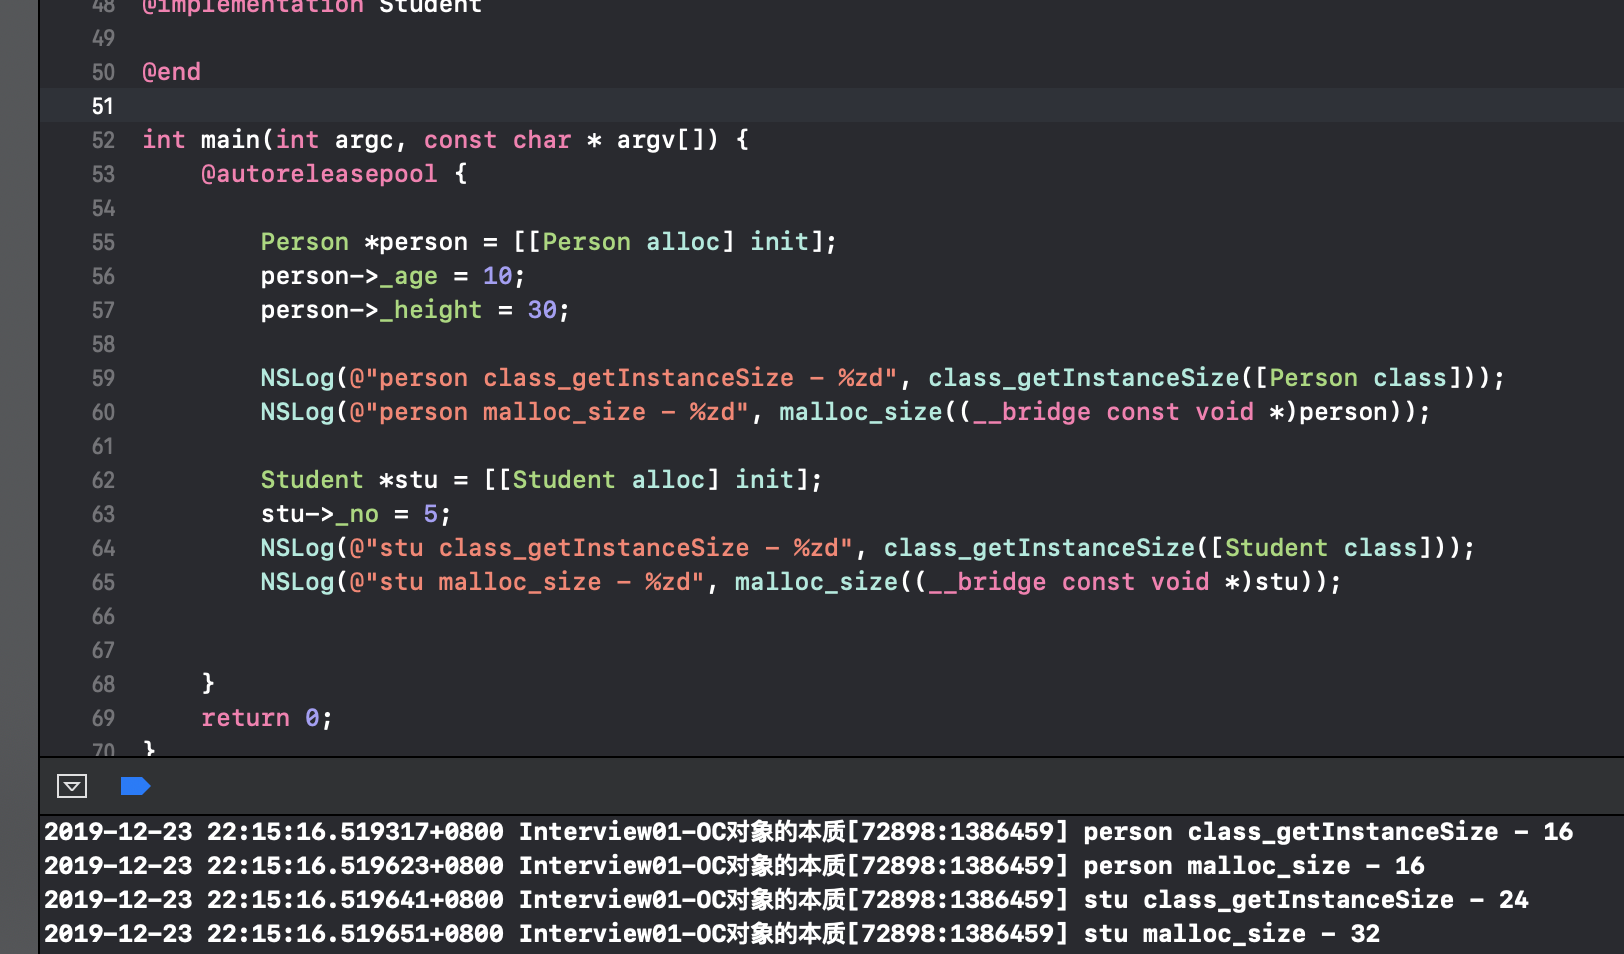 48 @implementation Student
49
50 @end
51
52 int main(int argc, const char * argv[]) {
53     @autoreleasepool {
54
55         Person *person = [[Person alloc] init];
56         person->_age = 10;
57         person->_height = 30;
58
59         NSLog(@"person class_getInstanceSize - %zd", class_getInstanceSize([Person class]));
60         NSLog(@"person malloc_size - %zd", malloc_size((__bridge const void *)person));
61
62         Student *stu = [[Student alloc] init];
63         stu->_no = 5;
64         NSLog(@"stu class_getInstanceSize - %zd", class_getInstanceSize([Student class]));
65         NSLog(@"stu malloc_size - %zd", malloc_size((__bridge const void *)stu));
66
67
68     }
69     return 0;
70 }
2019-12-23 22:15:16.519317+0800 Interview01-OC对象的本质[72898:1386459] person class_getInstanceSize - 16
2019-12-23 22:15:16.519623+0800 Interview01-OC对象的本质[72898:1386459] person malloc_size - 16
2019-12-23 22:15:16.519641+0800 Interview01-OC对象的本质[72898:1386459] stu class_getInstanceSize - 24
2019-12-23 22:15:16.519651+0800 Interview01-OC对象的本质[72898:1386459] stu malloc_size - 32